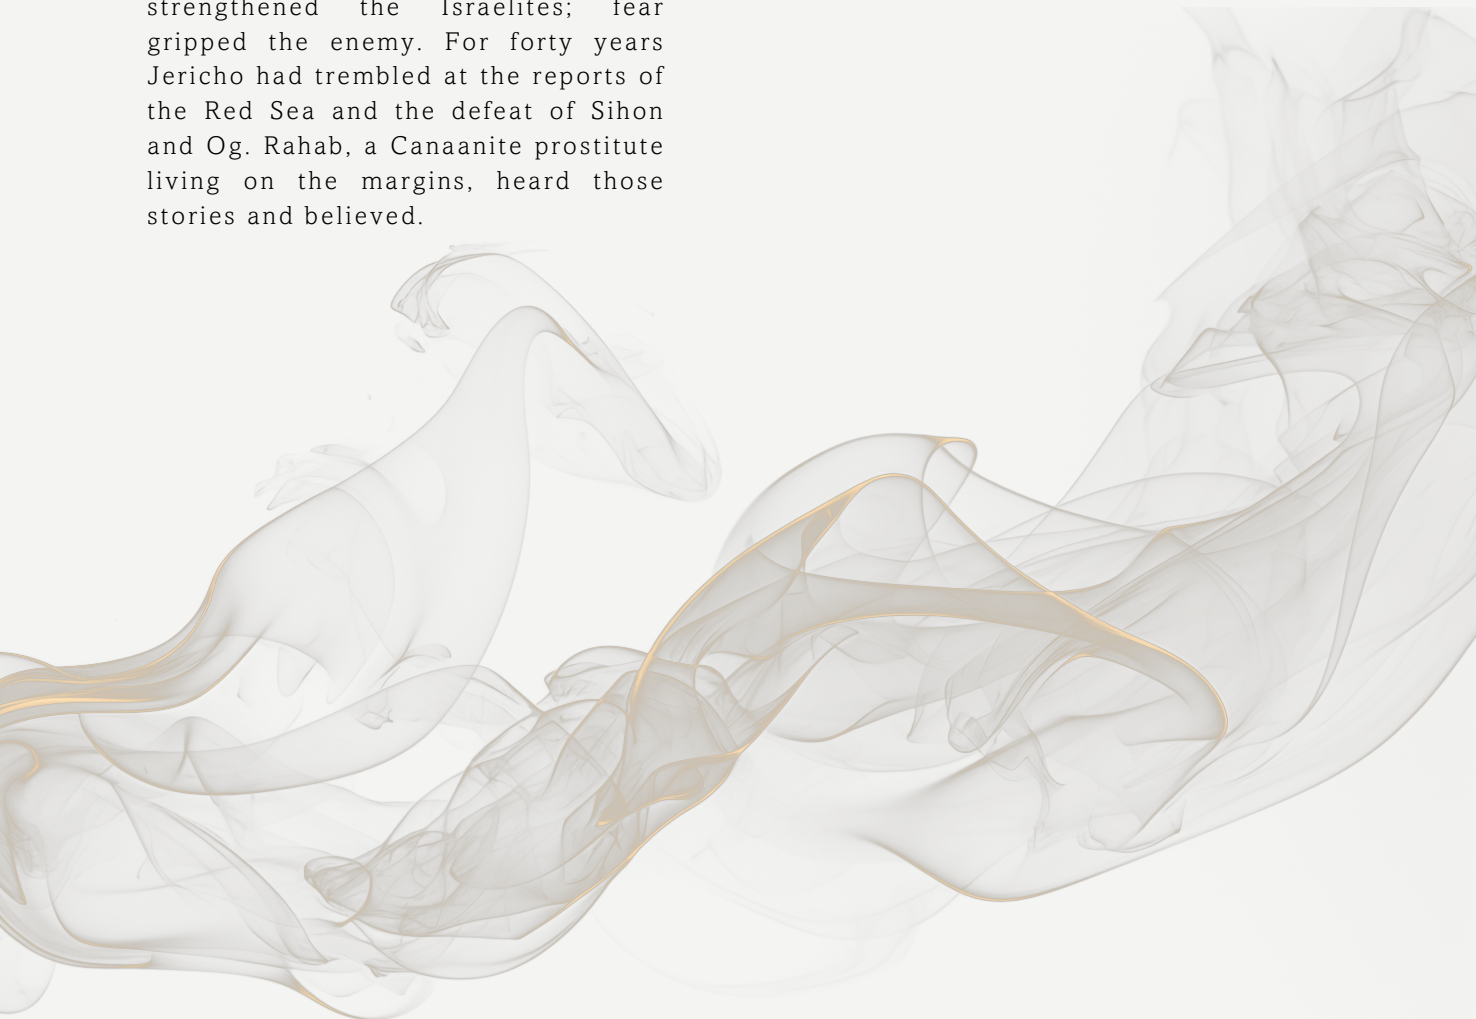 strengthened the Israelites; fear
gripped the enemy. For forty years
Jericho had trembled at the reports of
the Red Sea and the defeat of Sihon
and Og. Rahab, a Canaanite prostitute
living on the margins, heard those
stories and believed.